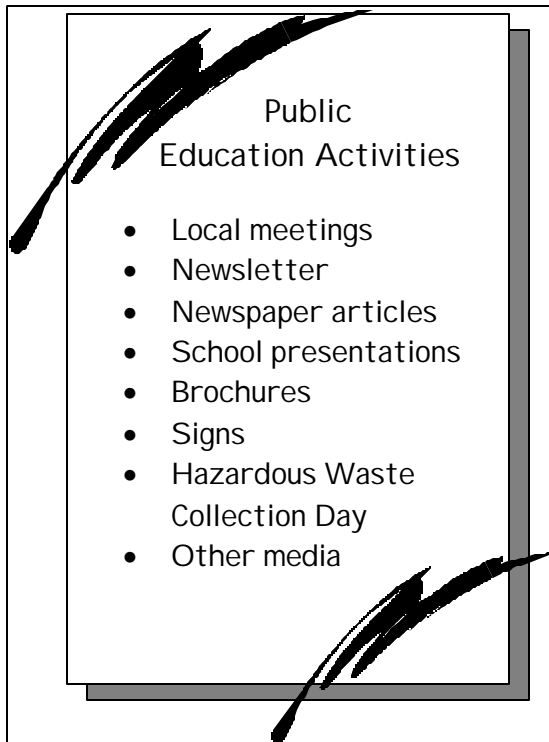 Public
Education Activities
• Local meetings
• Newsletter
• Newspaper articles
• School presentations
• Brochures
• Signs
• Hazardous Waste
Collection Day
• Other media